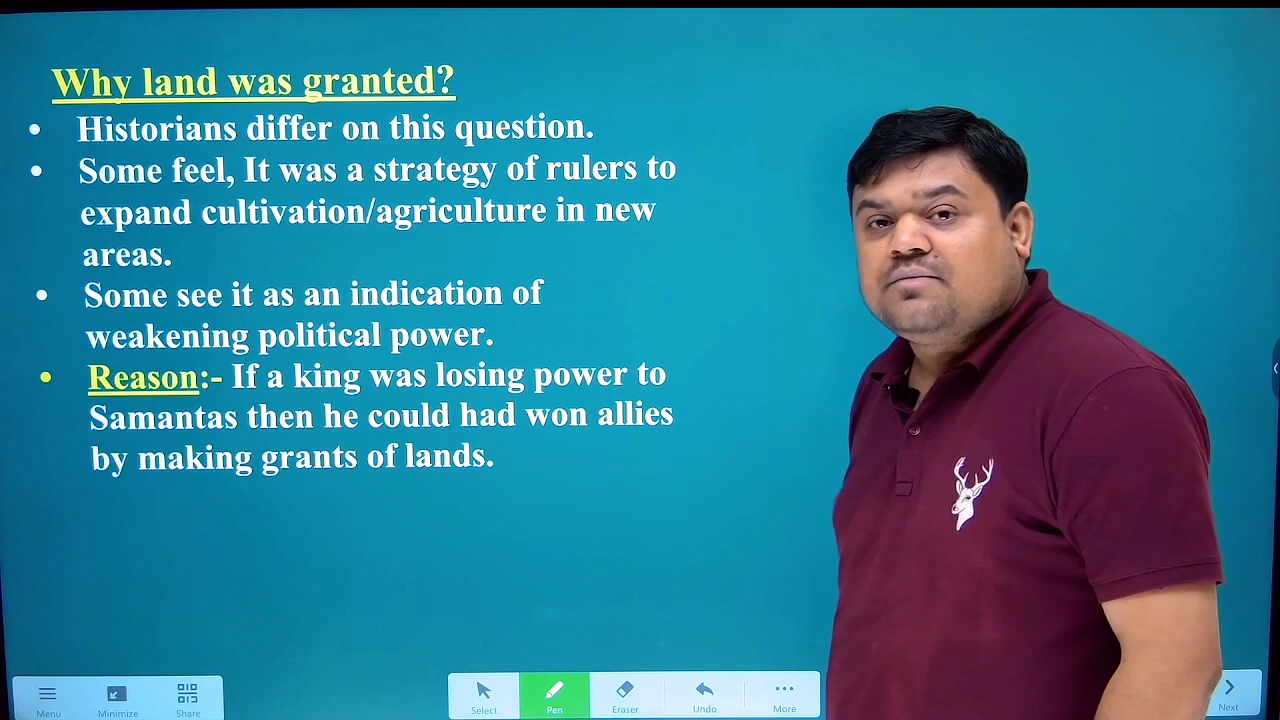 Why land was granted?
• Historians differ on this question.
• Some feel, It was a strategy of rulers to
expand cultivation/agriculture in new
areas.
• Some see it as an indication of
weakening political power.
• Reason:- If a king was losing power to
Samantas then he could had won allies
by making grants of lands.
Menu Minimize Share Select Pen Eraser Undo More Next